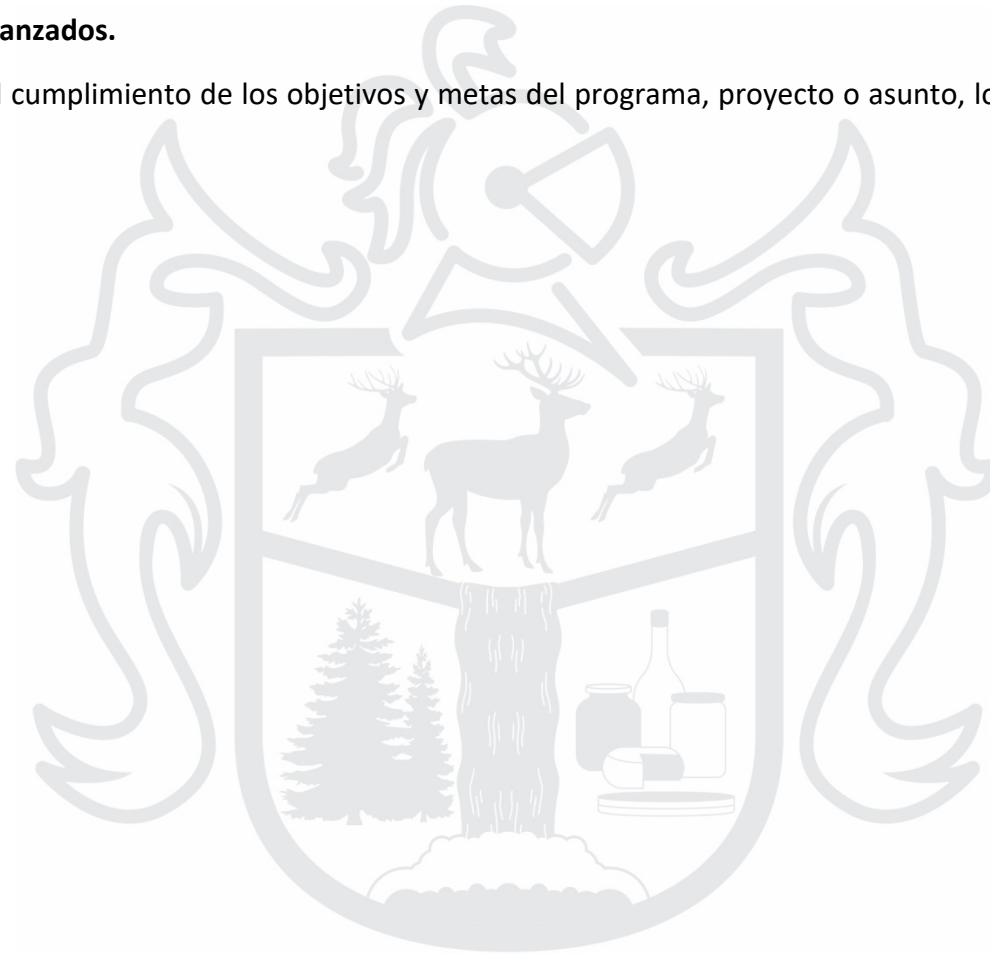 anzados.
cumplimiento de los objetivos y metas del programa, proyecto o asunto, lo